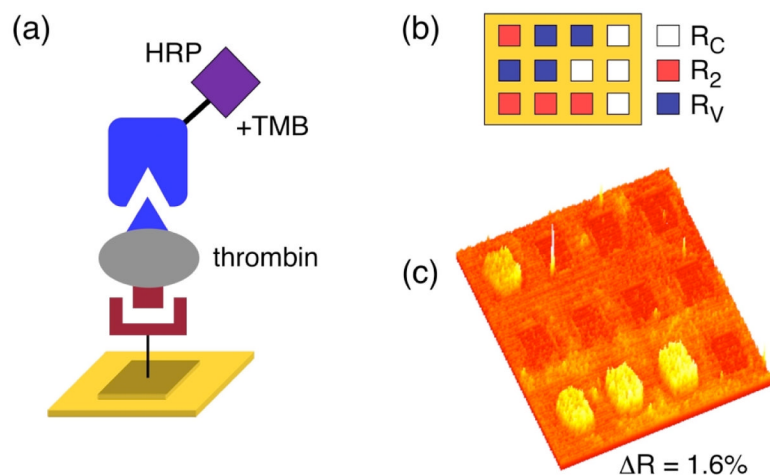 (a)
HRP
+TMB
thrombin
(b)
R_C
R_2
R_V
(c)
ΔR = 1.6%